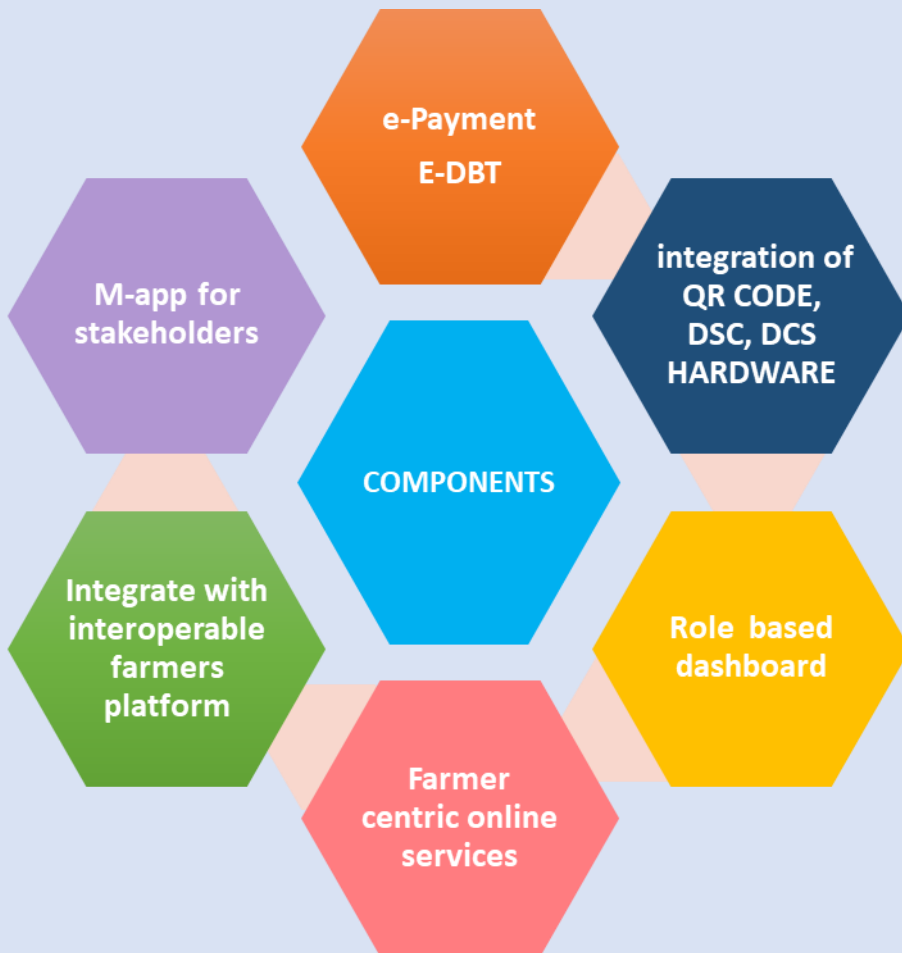 e-Payment
E-DBT
integration of
QR CODE,
DSC, DCS
HARDWARE
M-app for
stakeholders
COMPONENTS
Integrate with
interoperable
farmers
platform
Role based
dashboard
Farmer
centric online
services